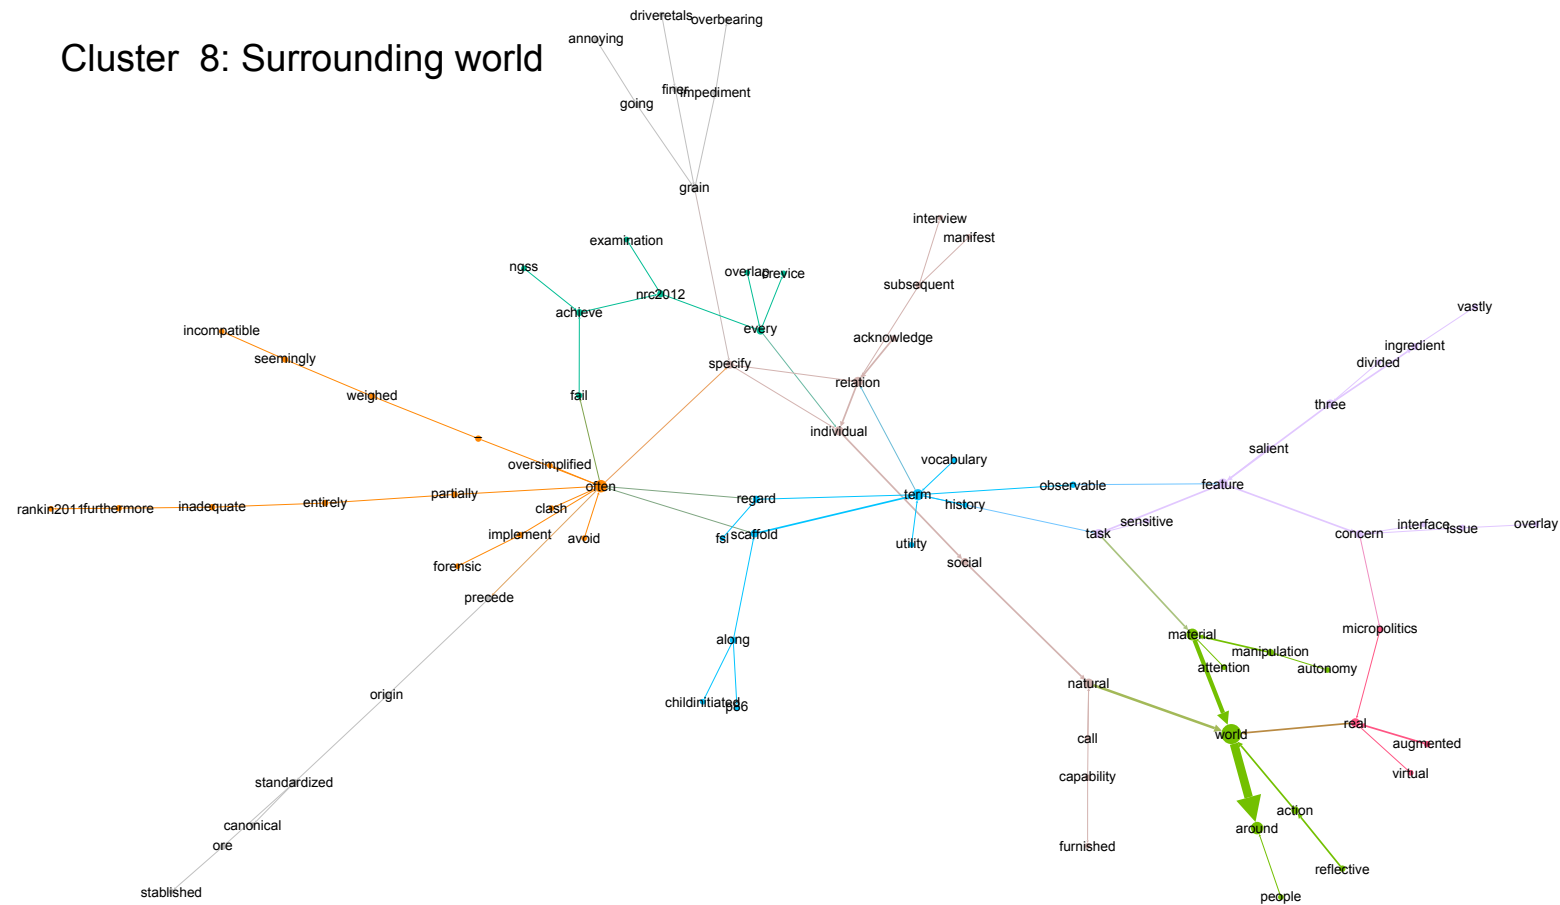 Cluster 8: Surrounding world
driveretals
overbearing
annoying
finer
impediment
going
grain
interview
manifest
examination
ngss
overlap
crevice
nrc2012
subsequent
achieve
vastly
incompatible
every
acknowledge
ingredient
seemingly
specify
divided
relation
weighed
fail
three
individual
salient
oversimplified
vocabulary
often
observable
feature
partially
regard
term
history
rankin2011
furthermore
inadequate
entirely
clash
sensitive
interface
issue
overlay
implement
avoid
fsl
scaffold
utility
task
concern
forensic
social
precede
along
material
micropolitics
manipulation
attention
autonomy
natural
origin
childinitiated
p86
call
world
real
augmented
virtual
standardized
capability
canonical
action
around
ore
furnished
reflective
stablished
people